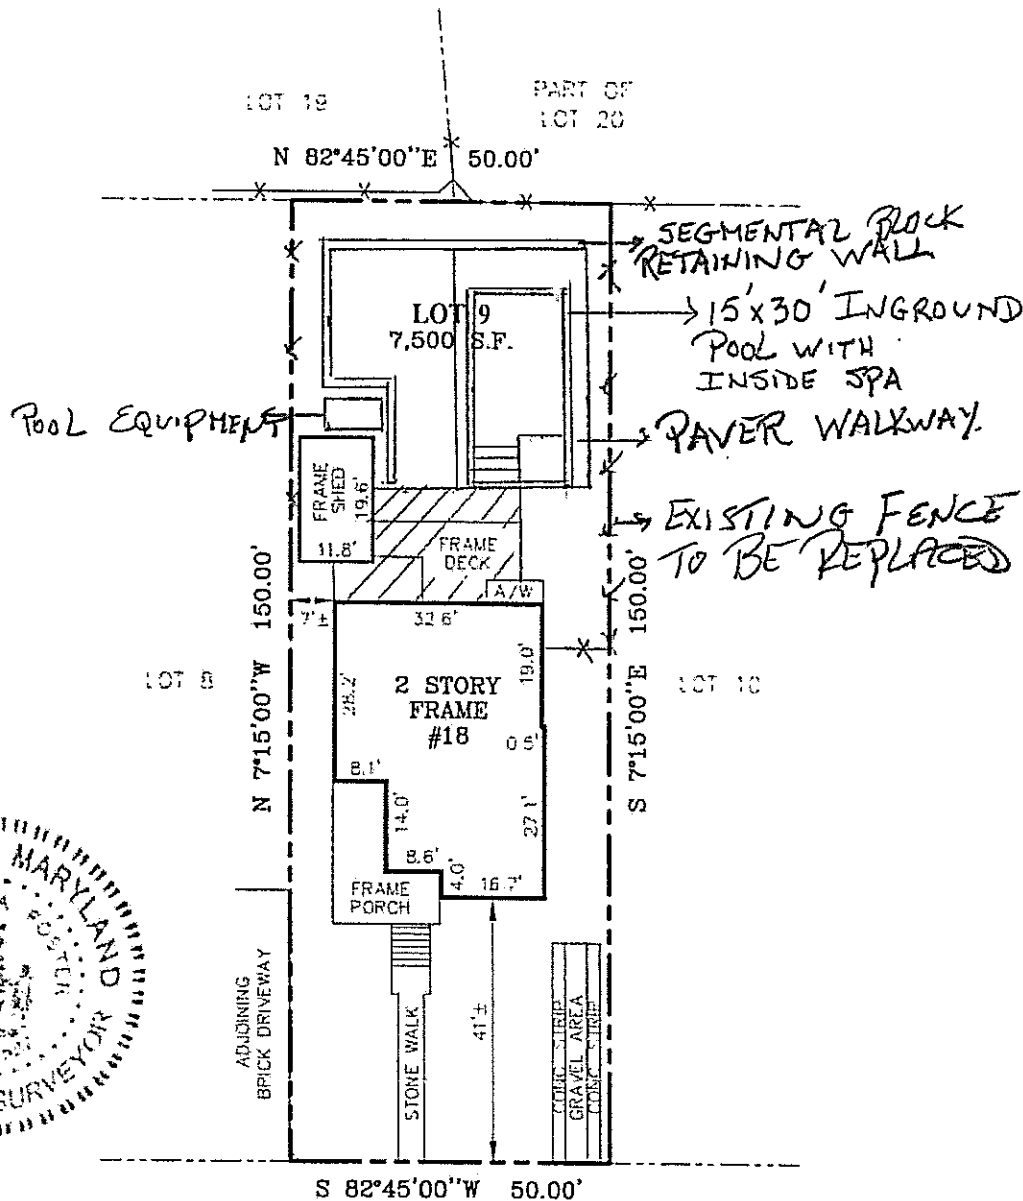 LOT 19
PART OF
LOT 20
N 82°45'00"E 50.00'
SEGMENTAL BLOCK
RETAINING WALL
LOT 9
7,500 S.F.
15'x30' INGROUND
POOL WITH
INSIDE SPA
POOL EQUIPMENT
PAVER WALKWAY.
FRAME
SHED
19.6'
11.8'
FRAME
DECK
A/W
EXISTING FENCE
TO BE REPLACED
7'±
32.6'
N 7°15'00"W 150.00'
S 7°15'00"E 150.00'
LOT 8
LOT 10
28.2'
2 STORY
FRAME
#18
19.0'
0.5'
8.1'
14.0'
27.1'
8.6'
4.0'
16.7'
FRAME
PORCH
MARYLAND
FOSTER
SURVEYOR
ADJOINING
BRICK DRIVEWAY
STONE WALK
41'±
CONC. STRIP
GRAVEL AREA
CONC. STRIP
S 82°45'00"W 50.00'